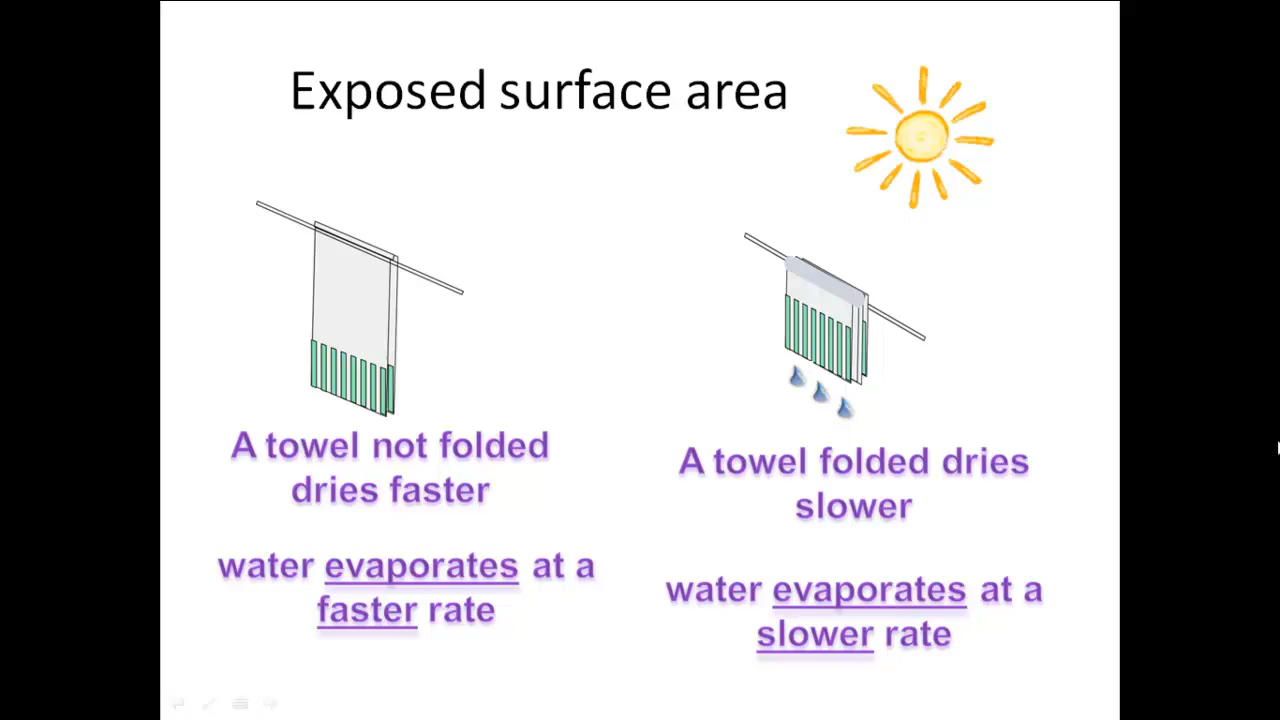 Exposed surface area
A towel not folded
dries faster
water evaporates at a
faster rate
A towel folded dries
slower
water evaporates at a
slower rate